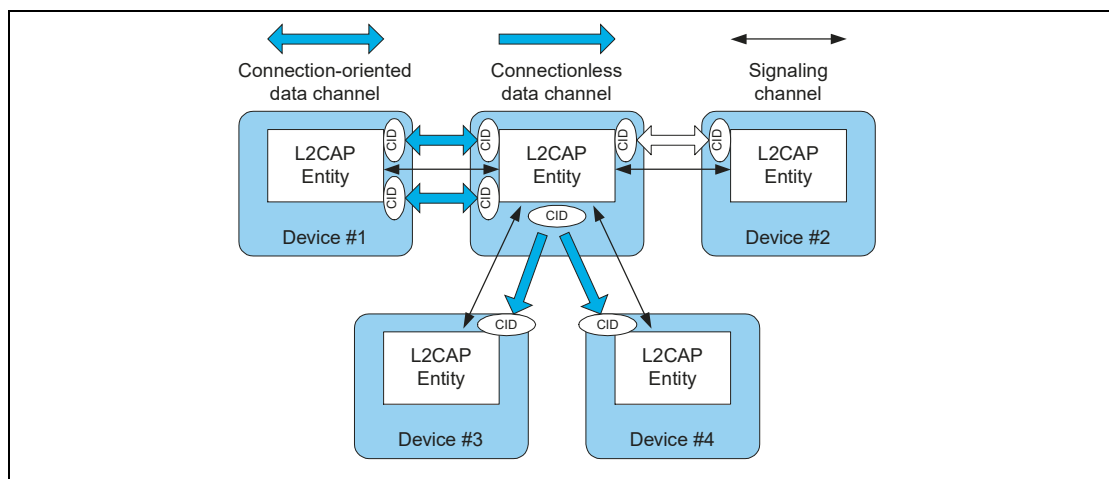 Connection-oriented
data channel
Connectionless
data channel
Signaling
channel
CID
CID
CID
CID
L2CAP
Entity
L2CAP
Entity
L2CAP
Entity
CID
CID
CID
Device #1
Device #2
CID
CID
L2CAP
Entity
L2CAP
Entity
Device #3
Device #4